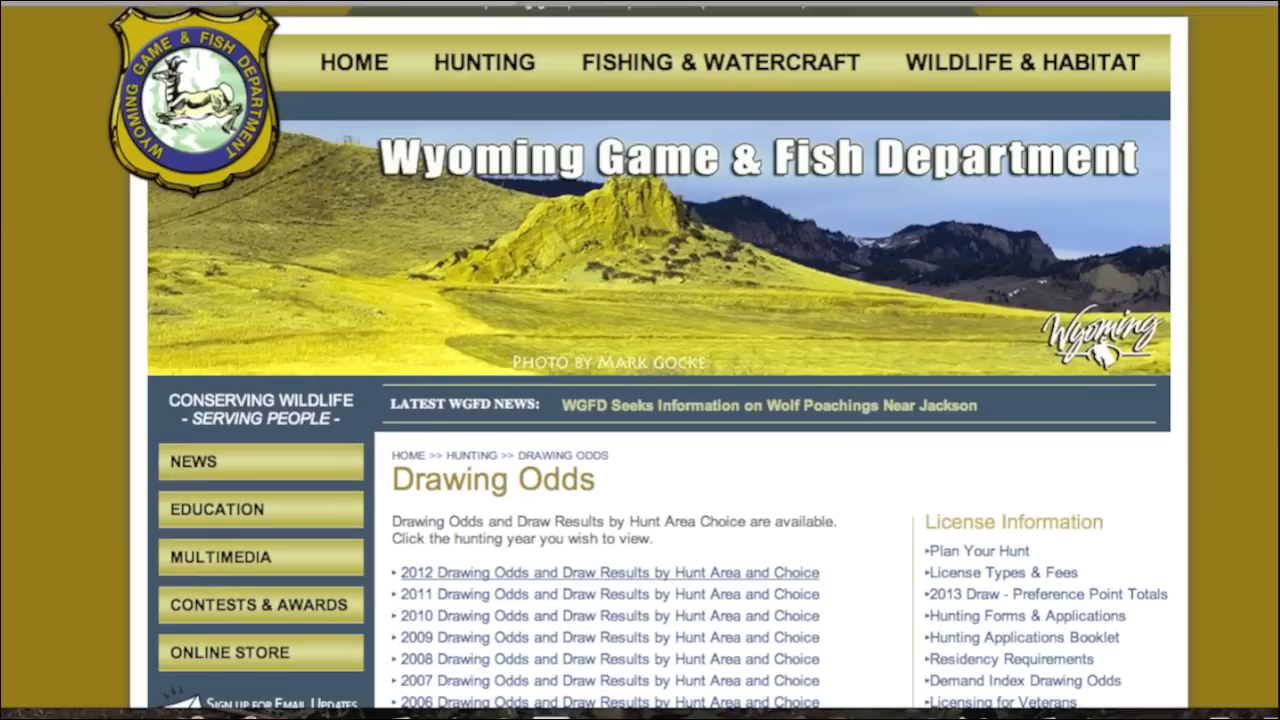 WYOMING GAME & FISH DEPARTMENT
HOME HUNTING FISHING & WATERCRAFT WILDLIFE & HABITAT
Wyoming Game & Fish Department
Wyoming
PHOTO BY MARK GOCKE
CONSERVING WILDLIFE
- SERVING PEOPLE -
LATEST WGFD NEWS: WGFD Seeks Information on Wolf Poachings Near Jackson
NEWS
EDUCATION
MULTIMEDIA
CONTESTS & AWARDS
ONLINE STORE
SIGN UP FOR EMAIL UPDATES
HOME >> HUNTING >> DRAWING ODDS
Drawing Odds
Drawing Odds and Draw Results by Hunt Area Choice are available.
Click the hunting year you wish to view.
2012 Drawing Odds and Draw Results by Hunt Area and Choice
2011 Drawing Odds and Draw Results by Hunt Area and Choice
2010 Drawing Odds and Draw Results by Hunt Area and Choice
2009 Drawing Odds and Draw Results by Hunt Area and Choice
2008 Drawing Odds and Draw Results by Hunt Area and Choice
2007 Drawing Odds and Draw Results by Hunt Area and Choice
2006 Drawing Odds and Draw Results by Hunt Area and Choice
License Information
Plan Your Hunt
License Types & Fees
2013 Draw - Preference Point Totals
Hunting Forms & Applications
Hunting Applications Booklet
Residency Requirements
Demand Index Drawing Odds
Licensing for Veterans